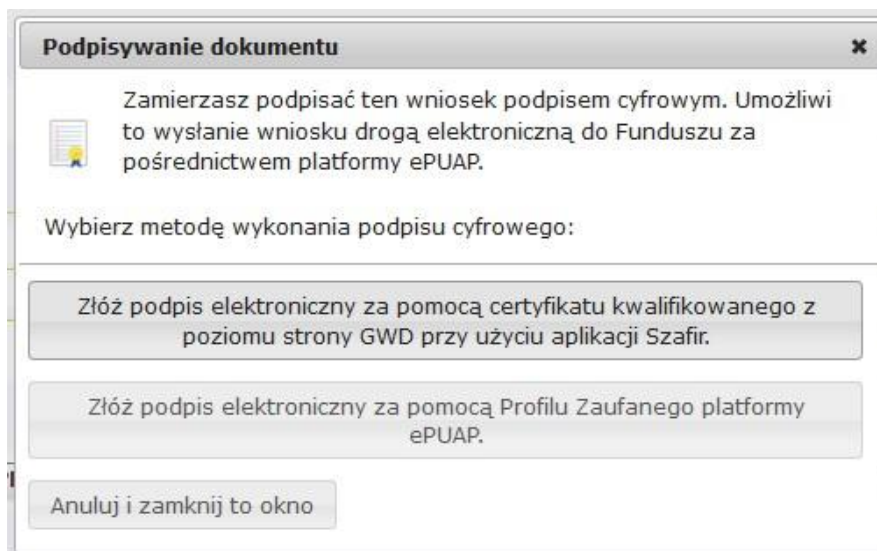 Podpisywanie dokumentu
Zamierzasz podpisać ten wniosek podpisem cyfrowym. Umożliwi
to wysłanie wniosku drogą elektroniczną do Funduszu za
pośrednictwem platformy ePUAP.
Wybierz metodę wykonania podpisu cyfrowego:
Złóż podpis elektroniczny za pomocą certyfikatu kwalifikowanego z
poziomu strony GWD przy użyciu aplikacji Szafir.
Złóż podpis elektroniczny za pomocą Profilu Zaufanego platformy
ePUAP.
Anuluj i zamknij to okno